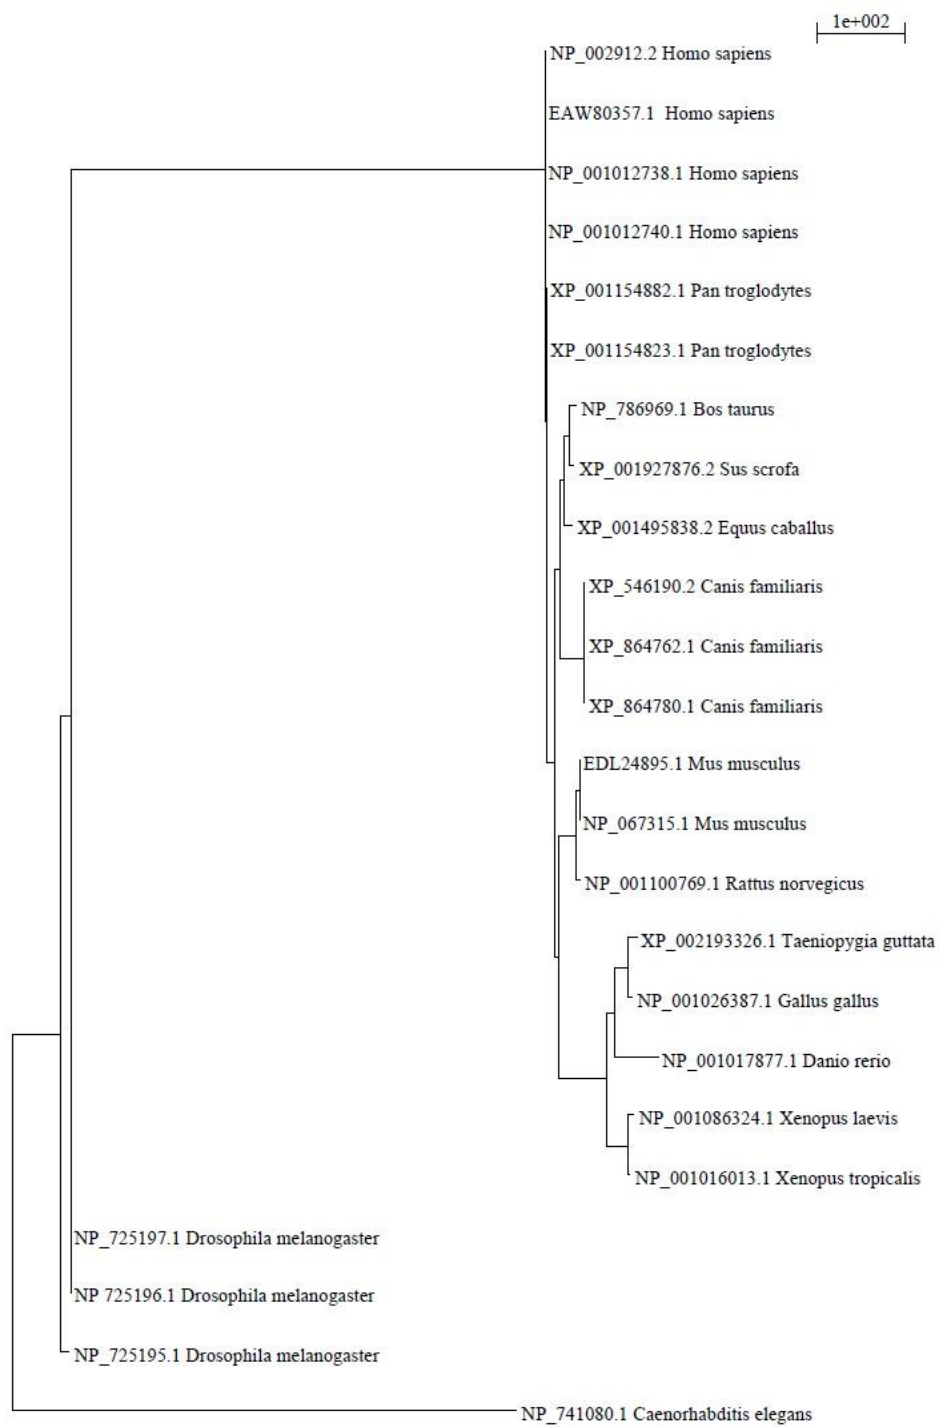 1e+002
NP_002912.2 Homo sapiens
EAW80357.1 Homo sapiens
NP_001012738.1 Homo sapiens
NP_001012740.1 Homo sapiens
XP_001154882.1 Pan troglodytes
XP_001154823.1 Pan troglodytes
NP_786969.1 Bos taurus
XP_001927876.2 Sus scrofa
XP_001495838.2 Equus caballus
XP_546190.2 Canis familiaris
XP_864762.1 Canis familiaris
XP_864780.1 Canis familiaris
EDL24895.1 Mus musculus
NP_067315.1 Mus musculus
NP_001100769.1 Rattus norvegicus
XP_002193326.1 Taeniopygia guttata
NP_001026387.1 Gallus gallus
NP_001017877.1 Danio rerio
NP_001086324.1 Xenopus laevis
NP_001016013.1 Xenopus tropicalis
NP_725197.1 Drosophila melanogaster
NP 725196.1 Drosophila melanogaster
NP_725195.1 Drosophila melanogaster
NP_741080.1 Caenorhabditis elegans